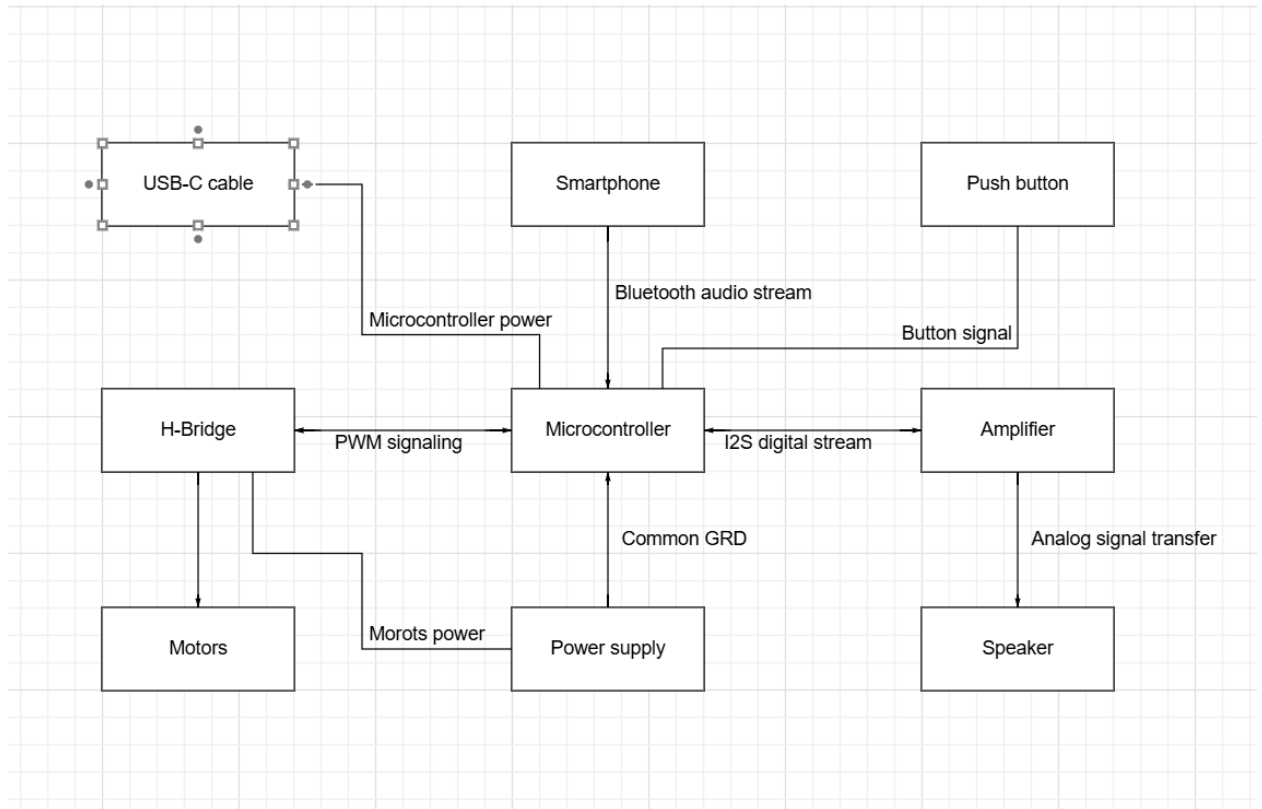 USB-C cable
Smartphone
Push button
Bluetooth audio stream
Microcontroller power
Button signal
H-Bridge
PWM signaling
Microcontroller
I2S digital stream
Amplifier
Common GRD
Analog signal transfer
Motors
Morots power
Power supply
Speaker